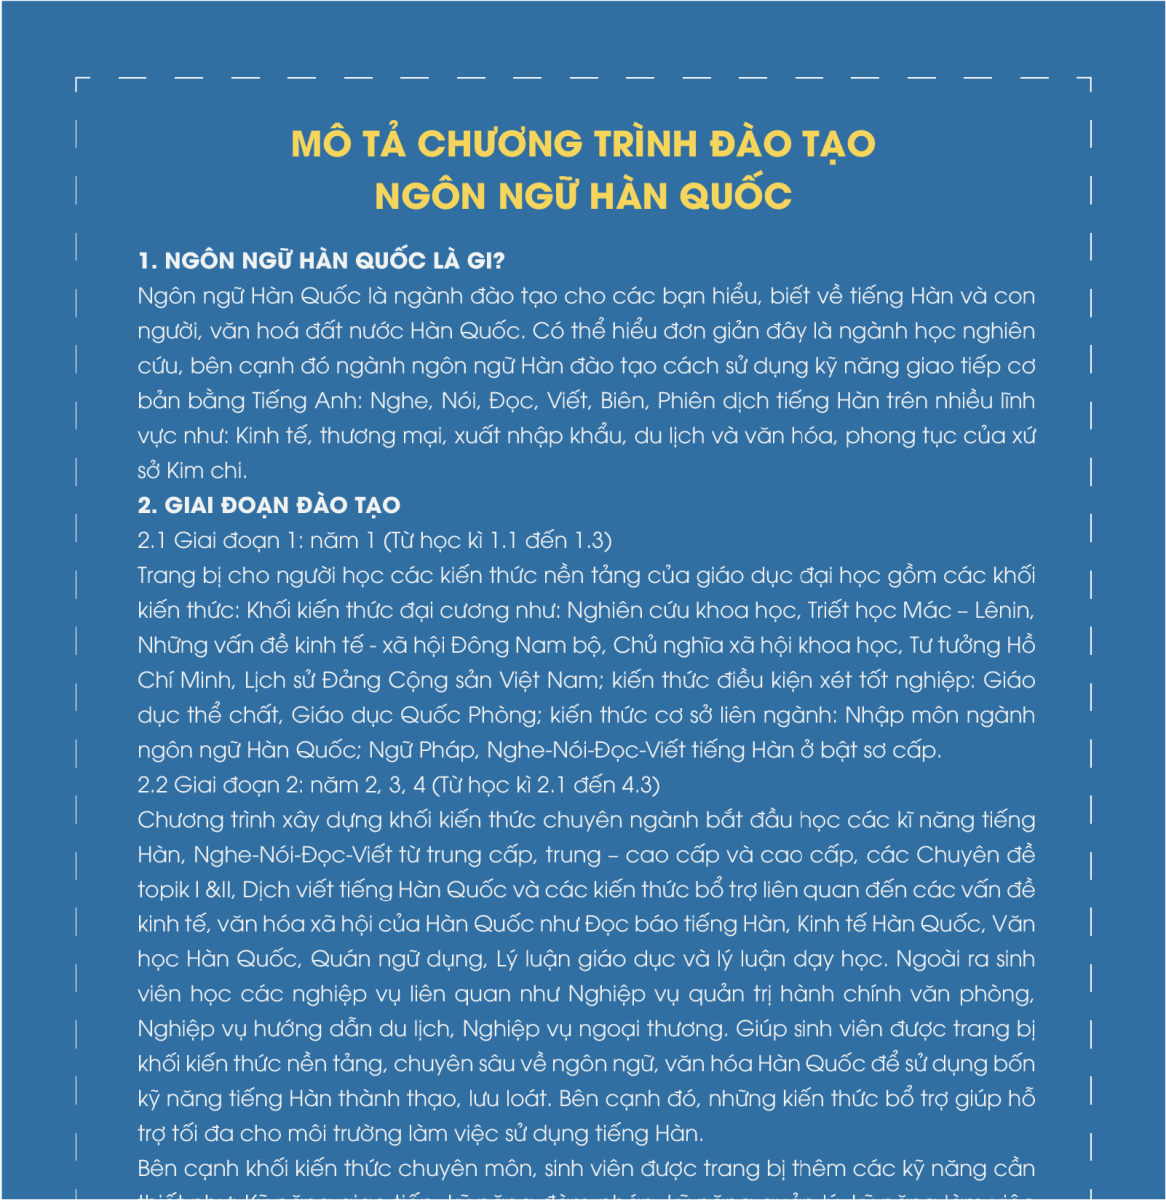 MÔ TẢ CHƯƠNG TRÌNH ĐÀO TẠO
NGÔN NGỮ HÀN QUỐC
1. NGÔN NGỮ HÀN QUỐC LÀ GI?
Ngôn ngữ Hàn Quốc là ngành đào tạo cho các bạn hiểu, biết về tiếng Hàn và con
người, văn hoá đất nước Hàn Quốc. Có thể hiểu đơn giản đây là ngành học nghiên
cứu, bên cạnh đó ngành ngôn ngữ Hàn đào tạo cách sử dụng kỹ năng giao tiếp cơ
bản bằng Tiếng Anh: Nghe, Nói, Đọc, Viết, Biên, Phiên dịch tiếng Hàn trên nhiều lĩnh
vực như: Kinh tế, thương mại, xuất nhập khẩu, du lịch và văn hóa, phong tục của xứ
sở Kim chi.
2. GIAI ĐOẠN ĐÀO TẠO
2.1 Giai đoạn 1: năm 1 (Từ học kì 1.1 đến 1.3)
Trang bị cho người học các kiến thức nền tảng của giáo dục đại học gồm các khối
kiến thức: Khối kiến thức đại cương như: Nghiên cứu khoa học, Triết học Mác – Lênin,
Những vấn đề kinh tế - xã hội Đông Nam bộ, Chủ nghĩa xã hội khoa học, Tư tưởng Hồ
Chí Minh, Lịch sử Đảng Cộng sản Việt Nam; kiến thức điều kiện xét tốt nghiệp: Giáo
dục thể chất, Giáo dục Quốc Phòng; kiến thức cơ sở liên ngành: Nhập môn ngành
ngôn ngữ Hàn Quốc; Ngữ Pháp, Nghe-Nói-Đọc-Viết tiếng Hàn ở bật sơ cấp.
2.2 Giai đoạn 2: năm 2, 3, 4 (Từ học kì 2.1 đến 4.3)
Chương trình xây dựng khối kiến thức chuyên ngành bắt đầu học các kĩ năng tiếng
Hàn, Nghe-Nói-Đọc-Viết từ trung cấp, trung – cao cấp và cao cấp, các Chuyên đề
topik I &II, Dịch viết tiếng Hàn Quốc và các kiến thức bổ trợ liên quan đến các vấn đề
kinh tế, văn hóa xã hội của Hàn Quốc như Đọc báo tiếng Hàn, Kinh tế Hàn Quốc, Văn
học Hàn Quốc, Quán ngữ dụng, Lý luận giáo dục và lý luận dạy học. Ngoài ra sinh
viên học các nghiệp vụ liên quan như Nghiệp vụ quản trị hành chính văn phòng,
Nghiệp vụ hướng dẫn du lịch, Nghiệp vụ ngoại thương. Giúp sinh viên được trang bị
khối kiến thức nền tảng, chuyên sâu về ngôn ngữ, văn hóa Hàn Quốc để sử dụng bốn
kỹ năng tiếng Hàn thành thạo, lưu loát. Bên cạnh đó, những kiến thức bổ trợ giúp hỗ
trợ tối đa cho môi trường làm việc sử dụng tiếng Hàn.
Bên cạnh khối kiến thức chuyên môn, sinh viên được trang bị thêm các kỹ năng cần